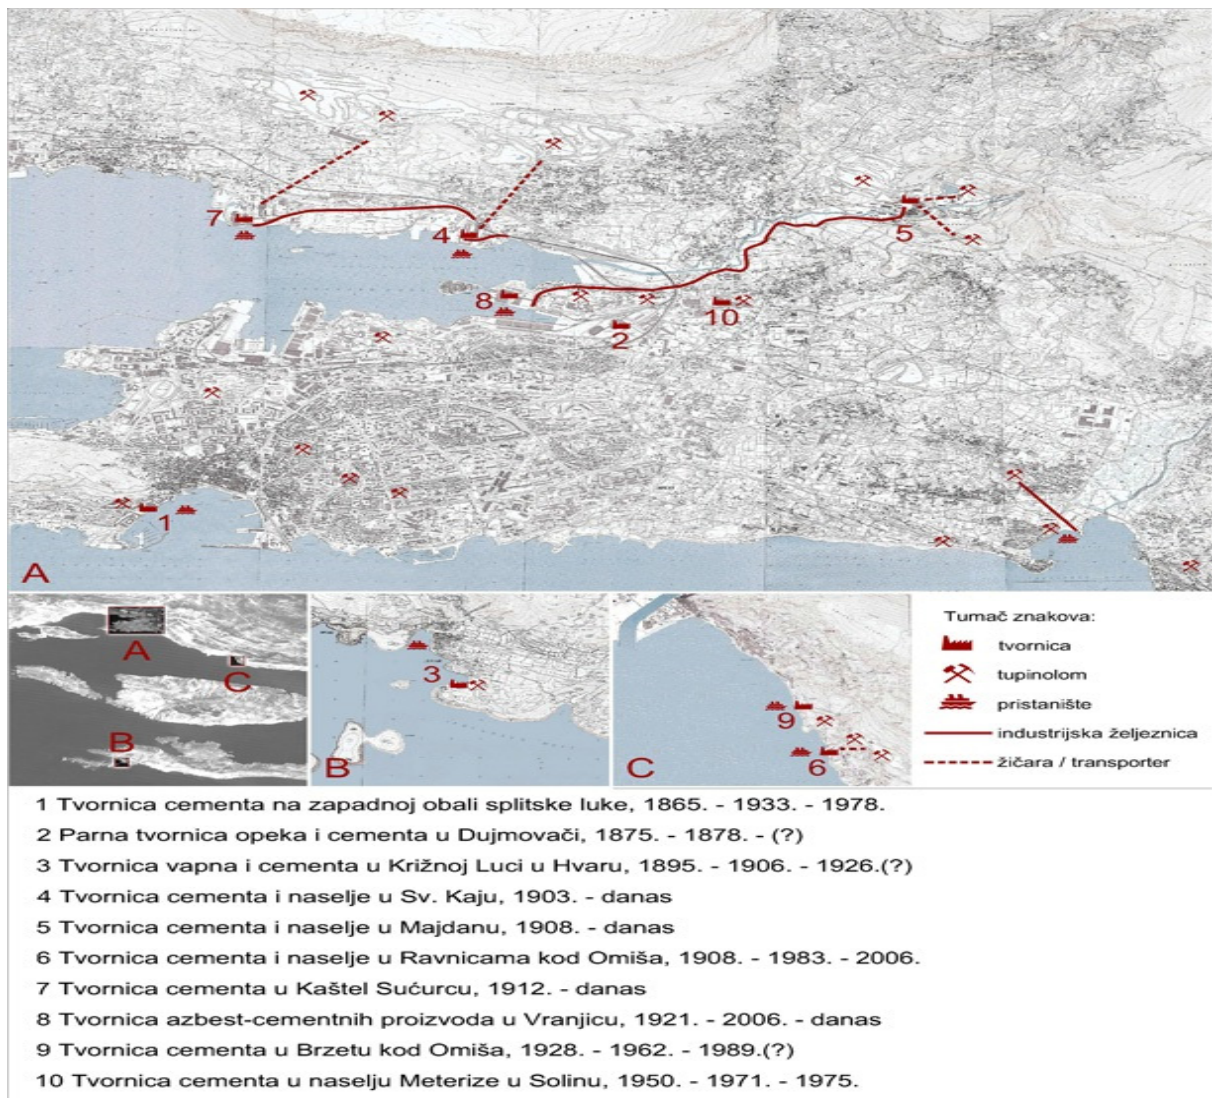 7
4
5
8
10
2
1
A
A
C
B
3
B
9
6
C
Tumač znakova:
tvornica
tupinolom
pristanište
industrijska željeznica
žičara / transporter
1 Tvornica cementa na zapadnoj obali splitske luke, 1865. - 1933. - 1978.
2 Parna tvornica opeka i cementa u Dujmovači, 1875. - 1878. - (?)
3 Tvornica vapna i cementa u Križnoj Luci u Hvaru, 1895. - 1906. - 1926.(?)
4 Tvornica cementa i naselje u Sv. Kaju, 1903. - danas
5 Tvornica cementa i naselje u Majdanu, 1908. - danas
6 Tvornica cementa i naselje u Ravnicama kod Omiša, 1908. - 1983. - 2006.
7 Tvornica cementa u Kaštel Sućurcu, 1912. - danas
8 Tvornica azbest-cementnih proizvoda u Vranjicu, 1921. - 2006. - danas
9 Tvornica cementa u Brzetu kod Omiša, 1928. - 1962. - 1989.(?)
10 Tvornica cementa u naselju Meterize u Solinu, 1950. - 1971. - 1975.